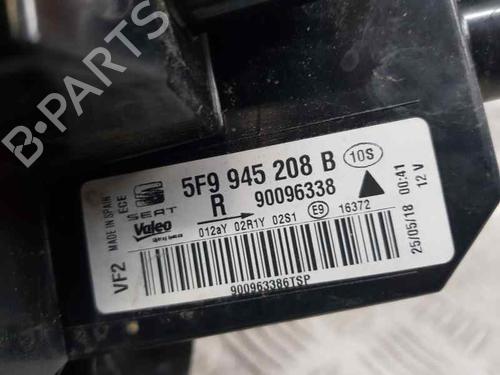 5F9 945 208 B 10S
R 90096338
012aY 02R1Y 02S1 E9 16372
SEAT
Valeo
MADE IN SPAIN
ECE
VF2
25/05/18 00:41
12 V
900963386TSP
B-PARTS